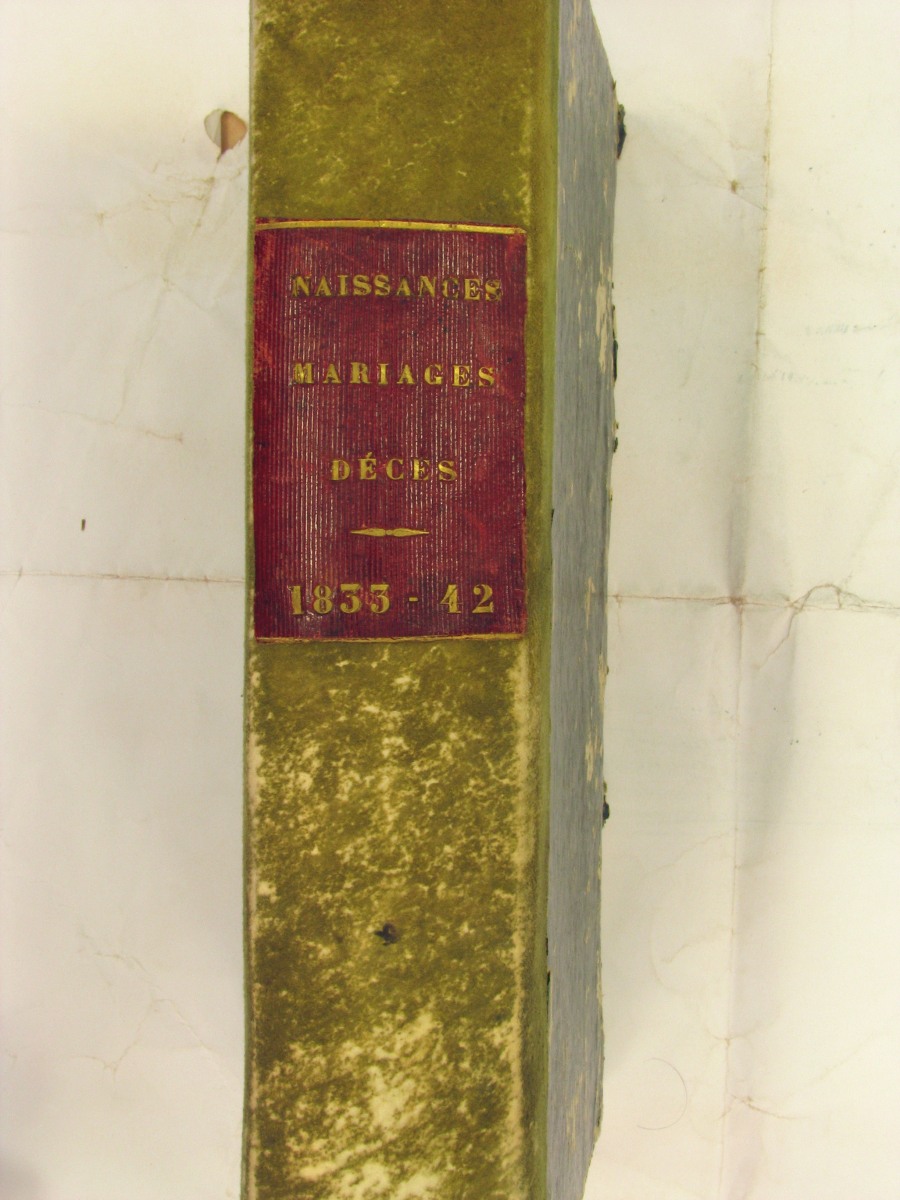 NAISSANCES
MARIAGES
DÉCES
1833 - 42